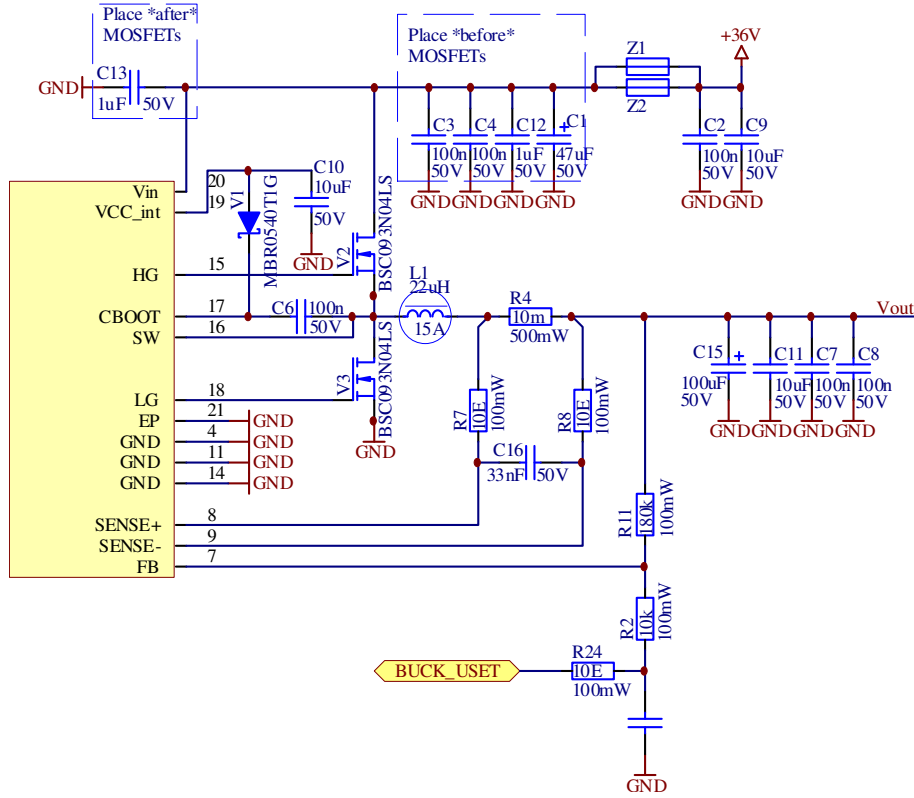 Place *after*
MOSFETs
Place *before*
MOSFETs
+36V
Z1
Z2
GND
C13
1uF
50V
C3
100n
50V
GND
C4
100n
50V
GND
C12
1uF
50V
GND
C1
+
47uF
50V
GND
C2
100n
50V
GND
C9
10uF
50V
GND
Vin
20
VCC_int
19
V1
MBR0540T1G
C10
10uF
50V
GND
HG
15
V2
BSC093N04LS
CBOOT
17
SW
16
C6
100n
50V
L1
22uH
15A
R4
10m
500mW
Vout
LG
18
V3
BSC093N04LS
GND
EP
21
GND
GND
4
GND
GND
11
GND
GND
14
GND
R7
10E
100mW
R8
10E
100mW
C16
33nF
50V
C15
+
100uF
50V
GND
C11
10uF
50V
GND
C7
100n
50V
GND
C8
100n
50V
GND
SENSE+
8
SENSE-
9
FB
7
R11
180k
100mW
R2
10k
100mW
BUCK_USET
R24
10E
100mW
GND